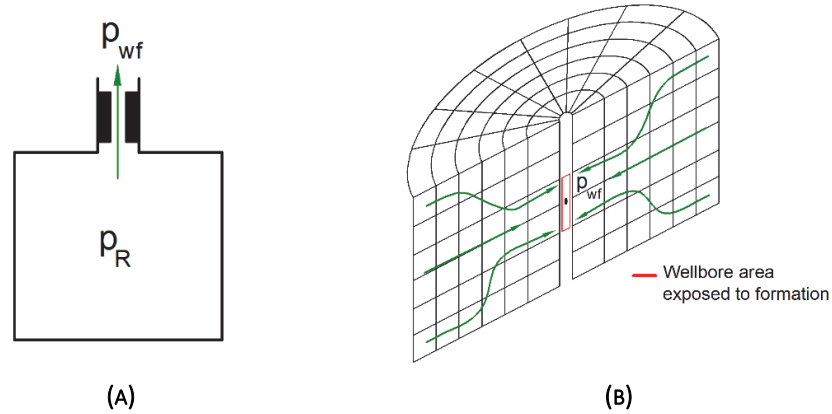 pwf
pR
pwf
Wellbore area
exposed to formation
(A)
(B)